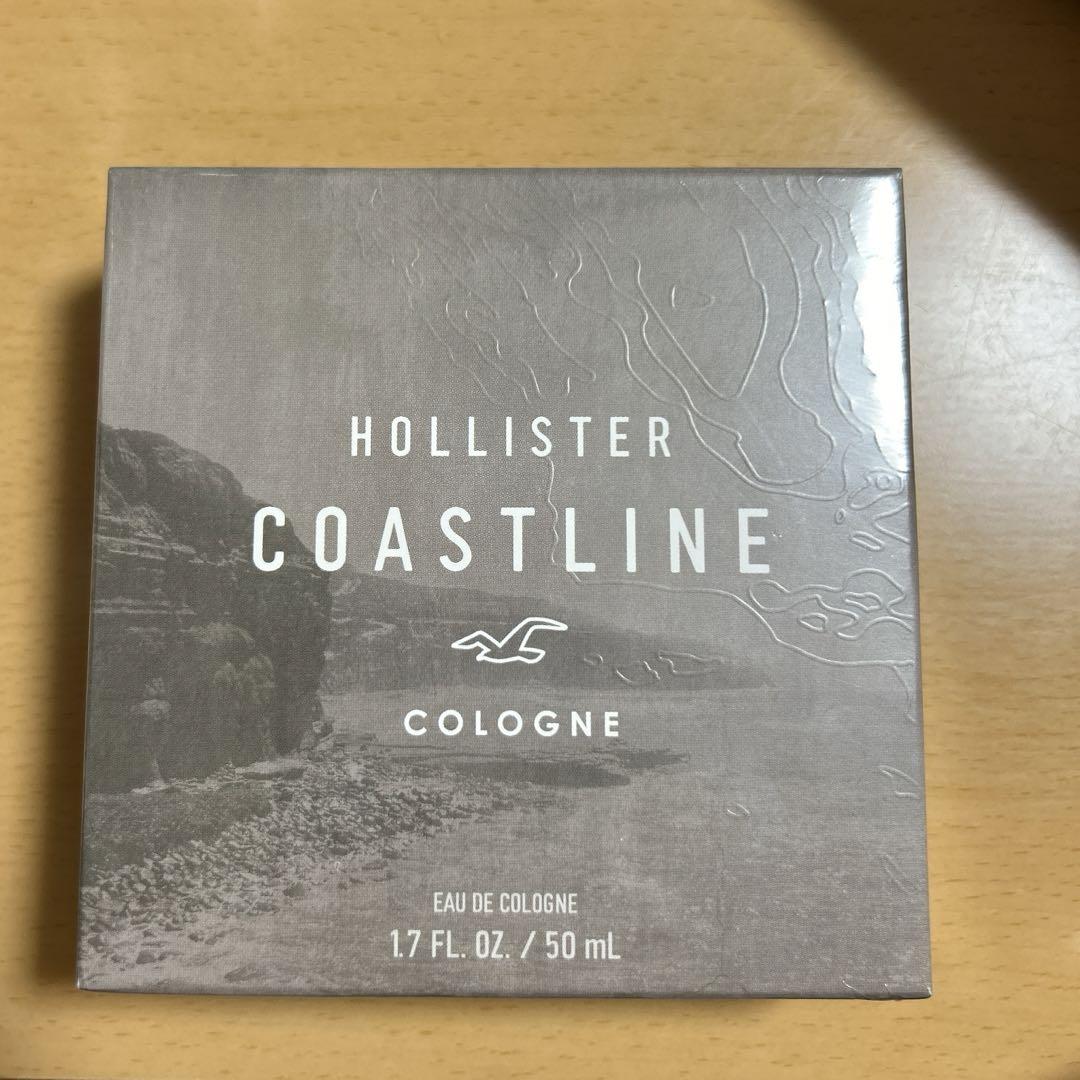 HOLLISTER
COASTLINE
COLOGNE
EAU DE COLOGNE
1.7 FL. OZ. / 50 mL